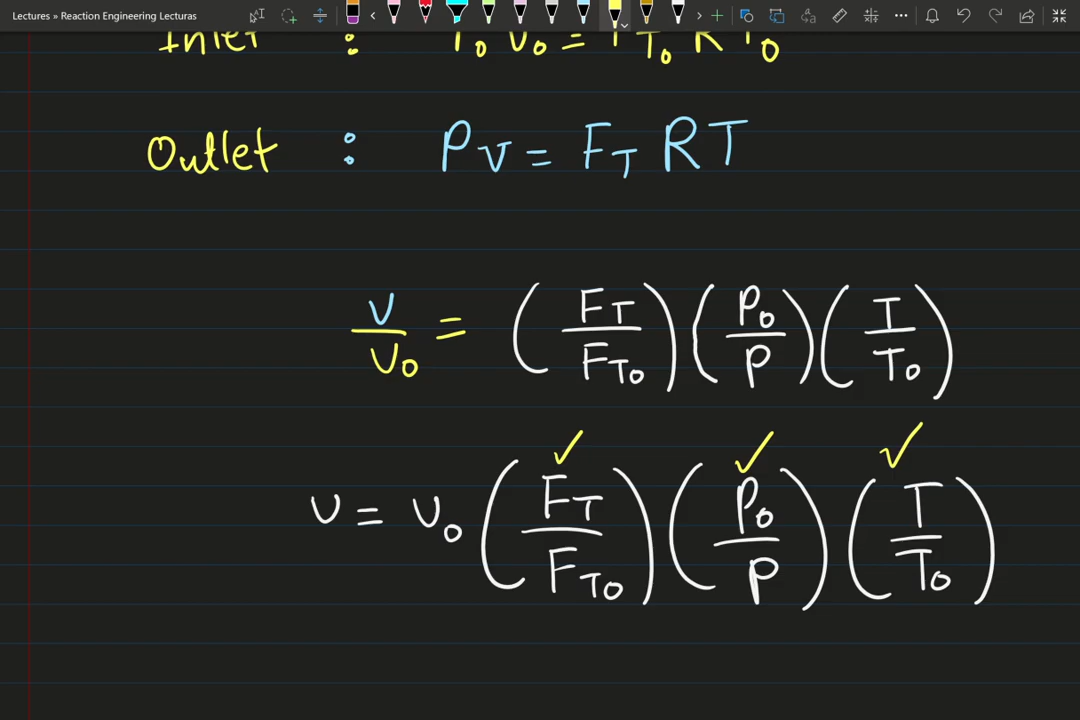 Lectures » Reaction Engineering Lecturas
Inlet : P₀ v₀ = F_T₀ R T₀
Outlet : P v = F_T R T
v/v₀ = (F_T/F_T₀) (P₀/P) (T/T₀)
v = v₀ (F_T/F_T₀) (P₀/P) (T/T₀)